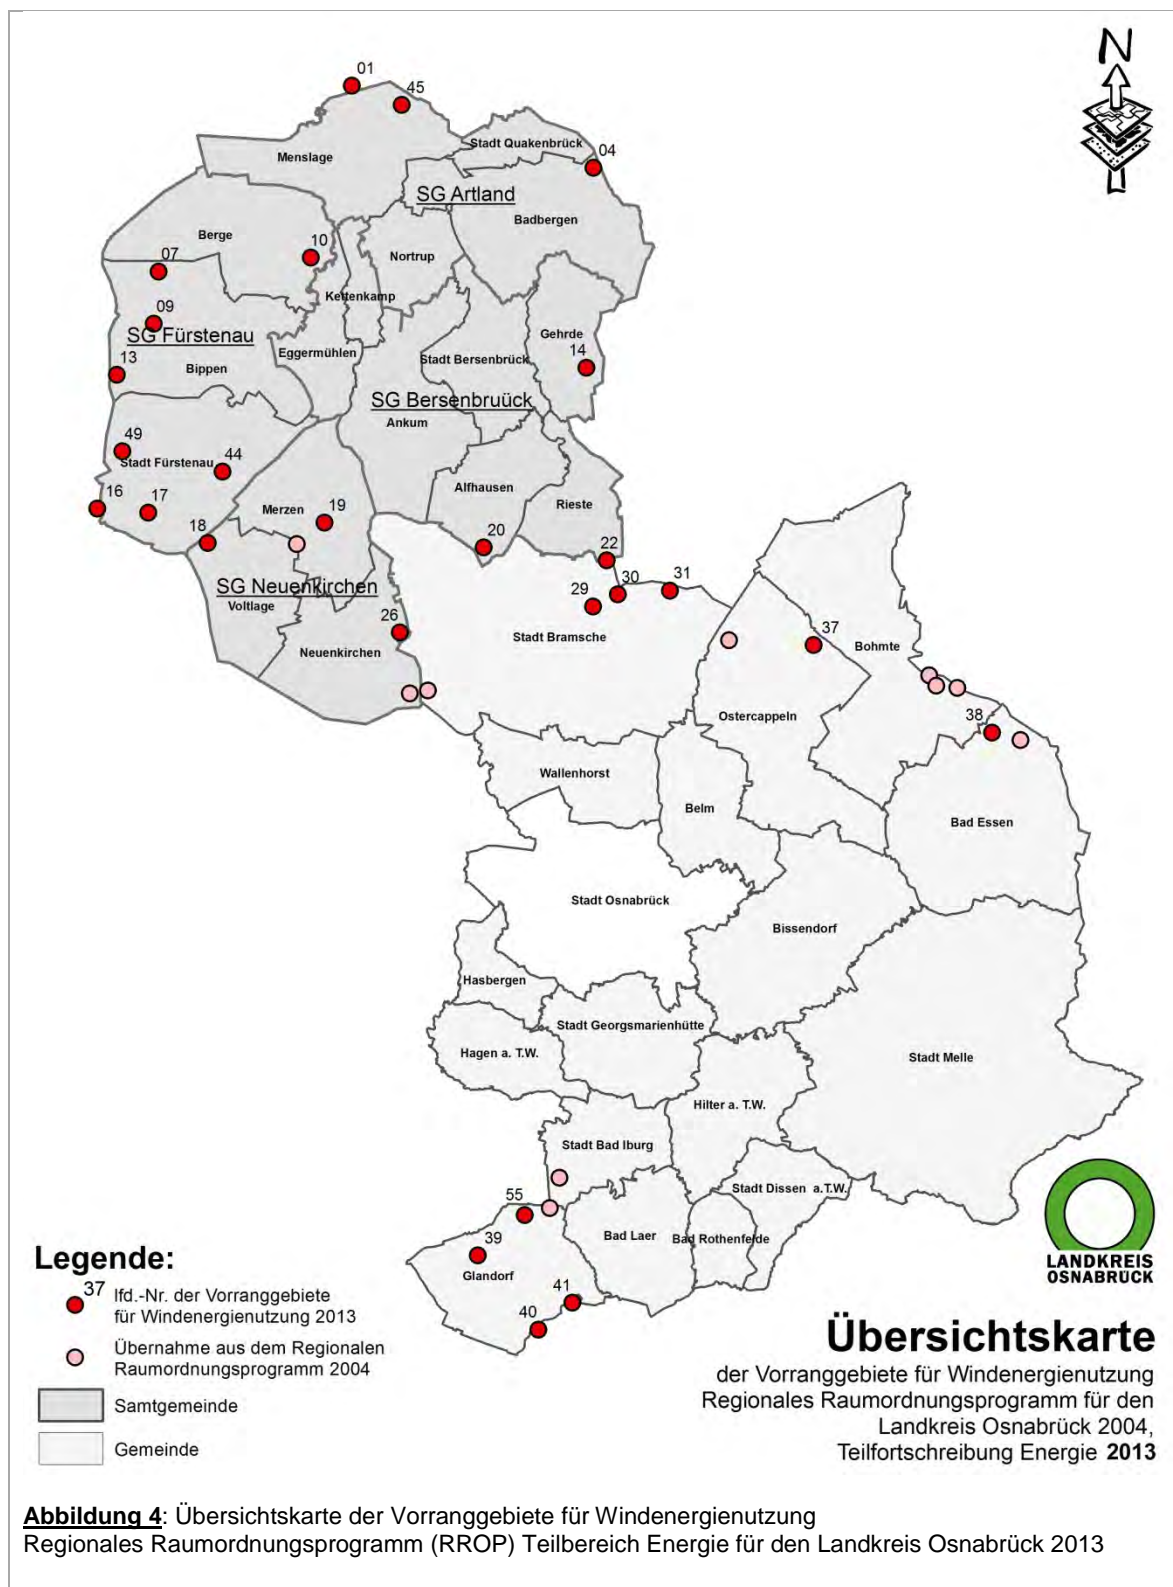 N
01
45
Stadt Quakenbrück
04
Menslage
SG Artland
Badbergen
Berge
10
Nortrup
07
Kettenkamp
09
SG Fürstenau
Gehrde
Eggermühlen
Stadt Bersenbrück
14
13
Bippen
SG Bersenbruück
Ankum
49
Stadt Fürstenau
44
Alfhausen
16
17
Merzen
19
Rieste
18
20
22
SG Neuenkirchen
30
31
29
Voltlage
26
Stadt Bramsche
37
Neuenkirchen
Bohmte
Ostercappeln
38
Wallenhorst
Belm
Bad Essen
Stadt Osnabrück
Bissendorf
Hasbergen
Stadt Georgsmarienhütte
Hagen a. T.W.
Stadt Melle
Hilter a. T.W.
Stadt Bad Iburg
Stadt Dissen a.T.W.
55
Bad Laer
Bad Rothenfelde
39
Glandorf
41
40
LANDKREIS
OSNABRÜCK
Legende:
37 lfd.-Nr. der Vorranggebiete
für Windenergienutzung 2013
Übernahme aus dem Regionalen
Raumordnungsprogramm 2004
Samtgemeinde
Gemeinde
Übersichtskarte
der Vorranggebiete für Windenergienutzung
Regionales Raumordnungsprogramm für den
Landkreis Osnabrück 2004,
Teilfortschreibung Energie 2013
Abbildung 4: Übersichtskarte der Vorranggebiete für Windenergienutzung
Regionales Raumordnungsprogramm (RROP) Teilbereich Energie für den Landkreis Osnabrück 2013